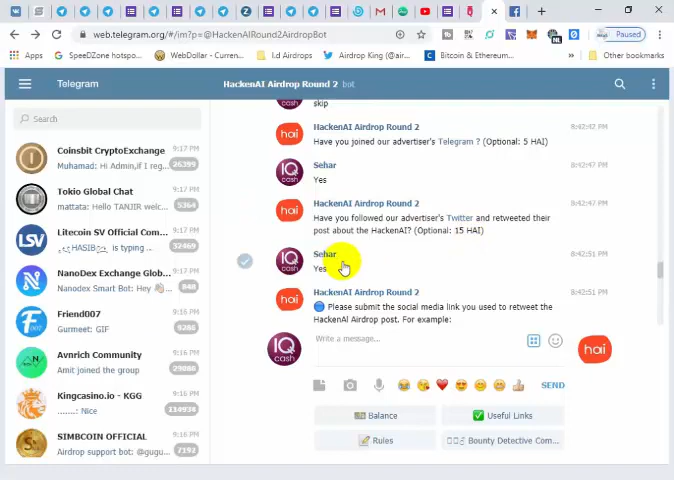 web.telegram.org/#/im?p=@HackenAIRound2AirdropBot
Paused
Apps
SpeeDZone hotspo...
WebDollar - Curren...
I.d Airdrops
Airdrop King (@air...
Bitcoin & Ethereum...
Other bookmarks
Telegram
HackenAI Airdrop Round 2 bot
Search
Coinsbit CryptoExchange 9:17 PM
Muhamad: Hi Admin,if I reg... 26399
Tokio Global Chat 9:17 PM
mattata: Hello TANJIR welc... 5364
Litecoin SV Official Com... 9:17 PM
HASIB is typing ... 32469
NanoDex Exchange Glob... 9:17 PM
NanoDex Smart Bot: Hey 848
Friend007 9:16 PM
Gurmeet: GIF 9286
Avnrich Community 9:16 PM
Amit joined the group 29086
Kingcasino.io - KGG 9:16 PM
.......: Nice 114934
SIMBCOIN OFFICIAL 9:16 PM
Airdrop support bot: @gugu... 7192
skip
HackenAI Airdrop Round 2 8:42:42 PM
Have you joined our advertiser's Telegram ? (Optional: 5 HAI)
Sehar 8:42:47 PM
Yes
HackenAI Airdrop Round 2 8:42:47 PM
Have you followed our advertiser's Twitter and retweeted their
post about the HackenAI? (Optional: 15 HAI)
Sehar 8:42:51 PM
Yes
HackenAI Airdrop Round 2 8:42:51 PM
Please submit the social media link you used to retweet the
HackenAI Airdrop post. For example:
Write a message...
SEND
Balance
Useful Links
Rules
Bounty Detective Com...
IQ
cash
hai
LSV